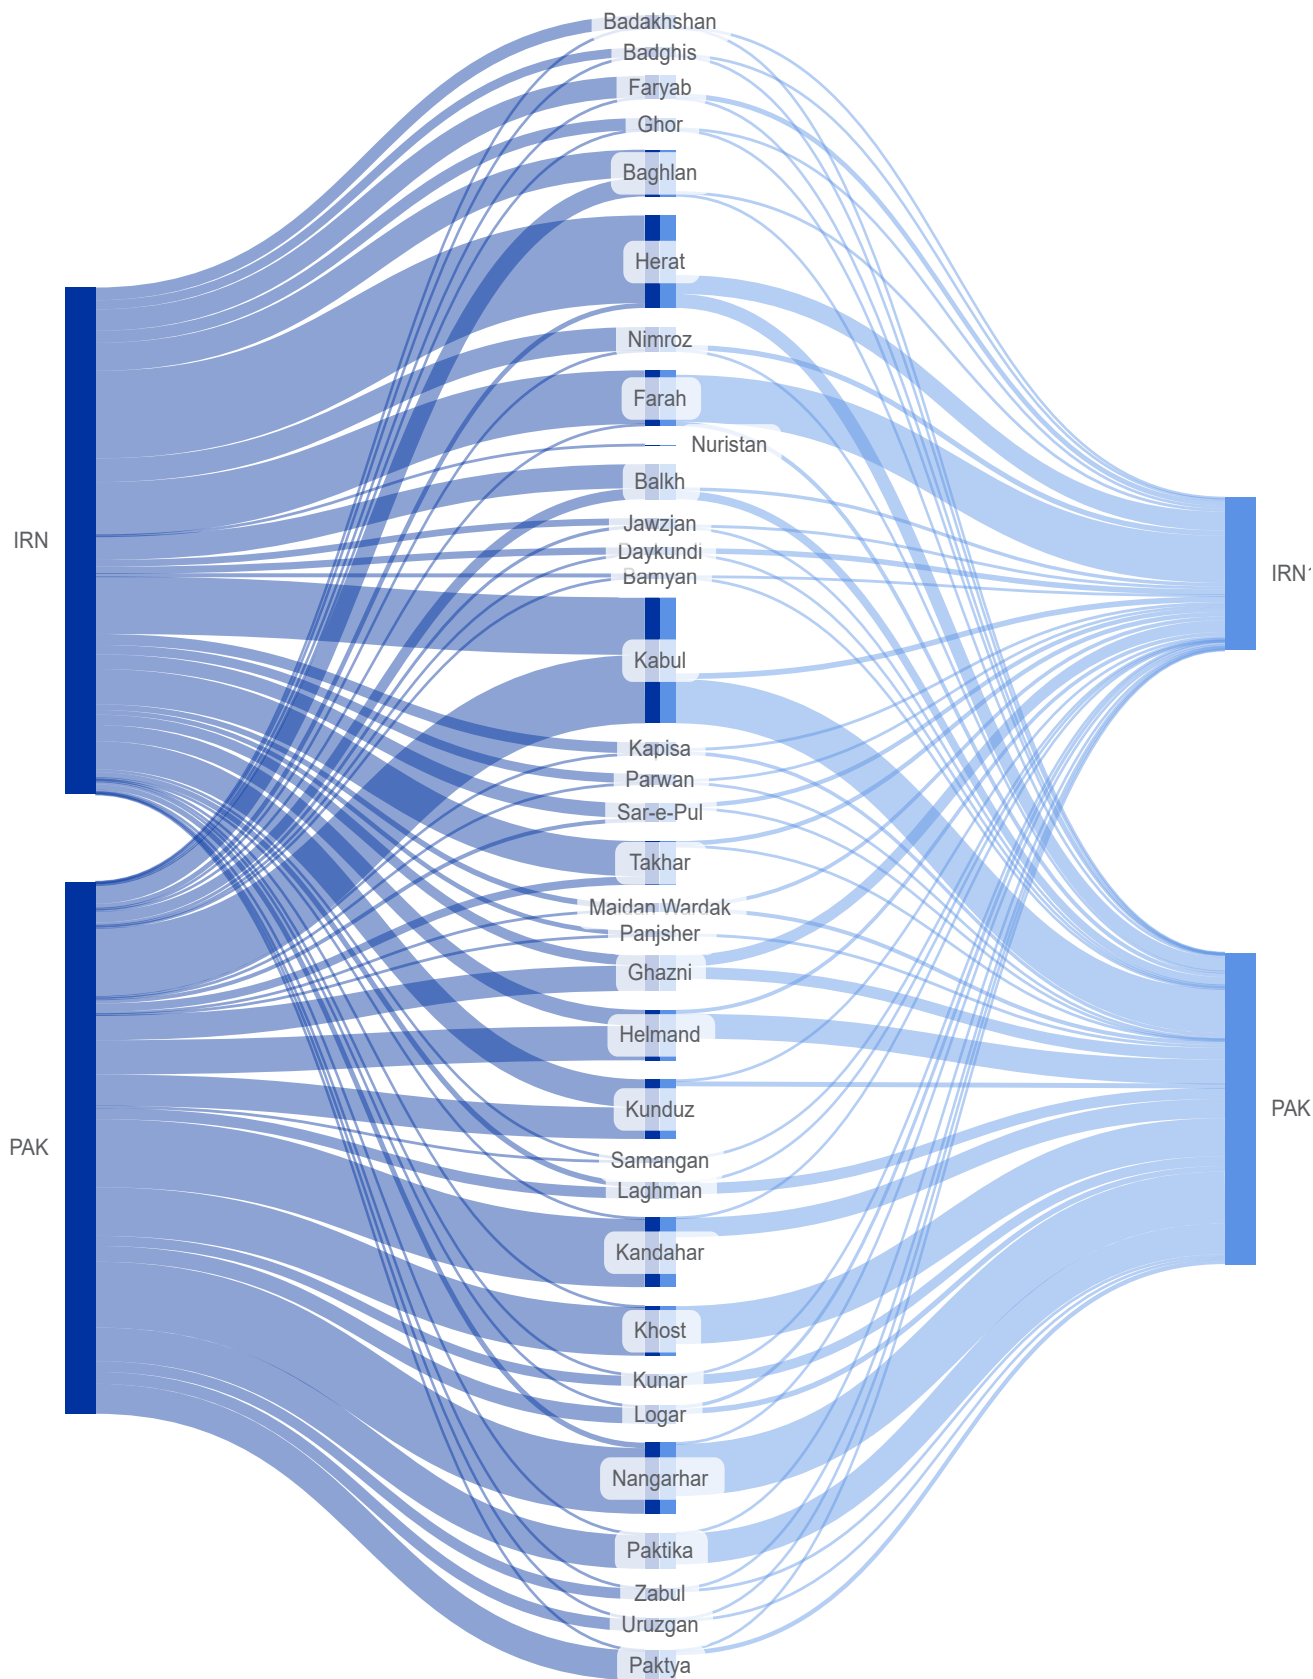 Badakhshan
Badghis
Faryab
Ghor
Baghlan
Herat
Nimroz
Farah
Nuristan
Balkh
Jawzjan
IRN
Daykundi
IRN1
Bamyan
Kabul
Kapisa
Parwan
Sar-e-Pul
Takhar
Maidan Wardak
Panjsher
Ghazni
Helmand
Kunduz
PAK
PAK
Samangan
Laghman
Kandahar
Khost
Kunar
Logar
Nangarhar
Paktika
Zabul
Uruzgan
Paktya